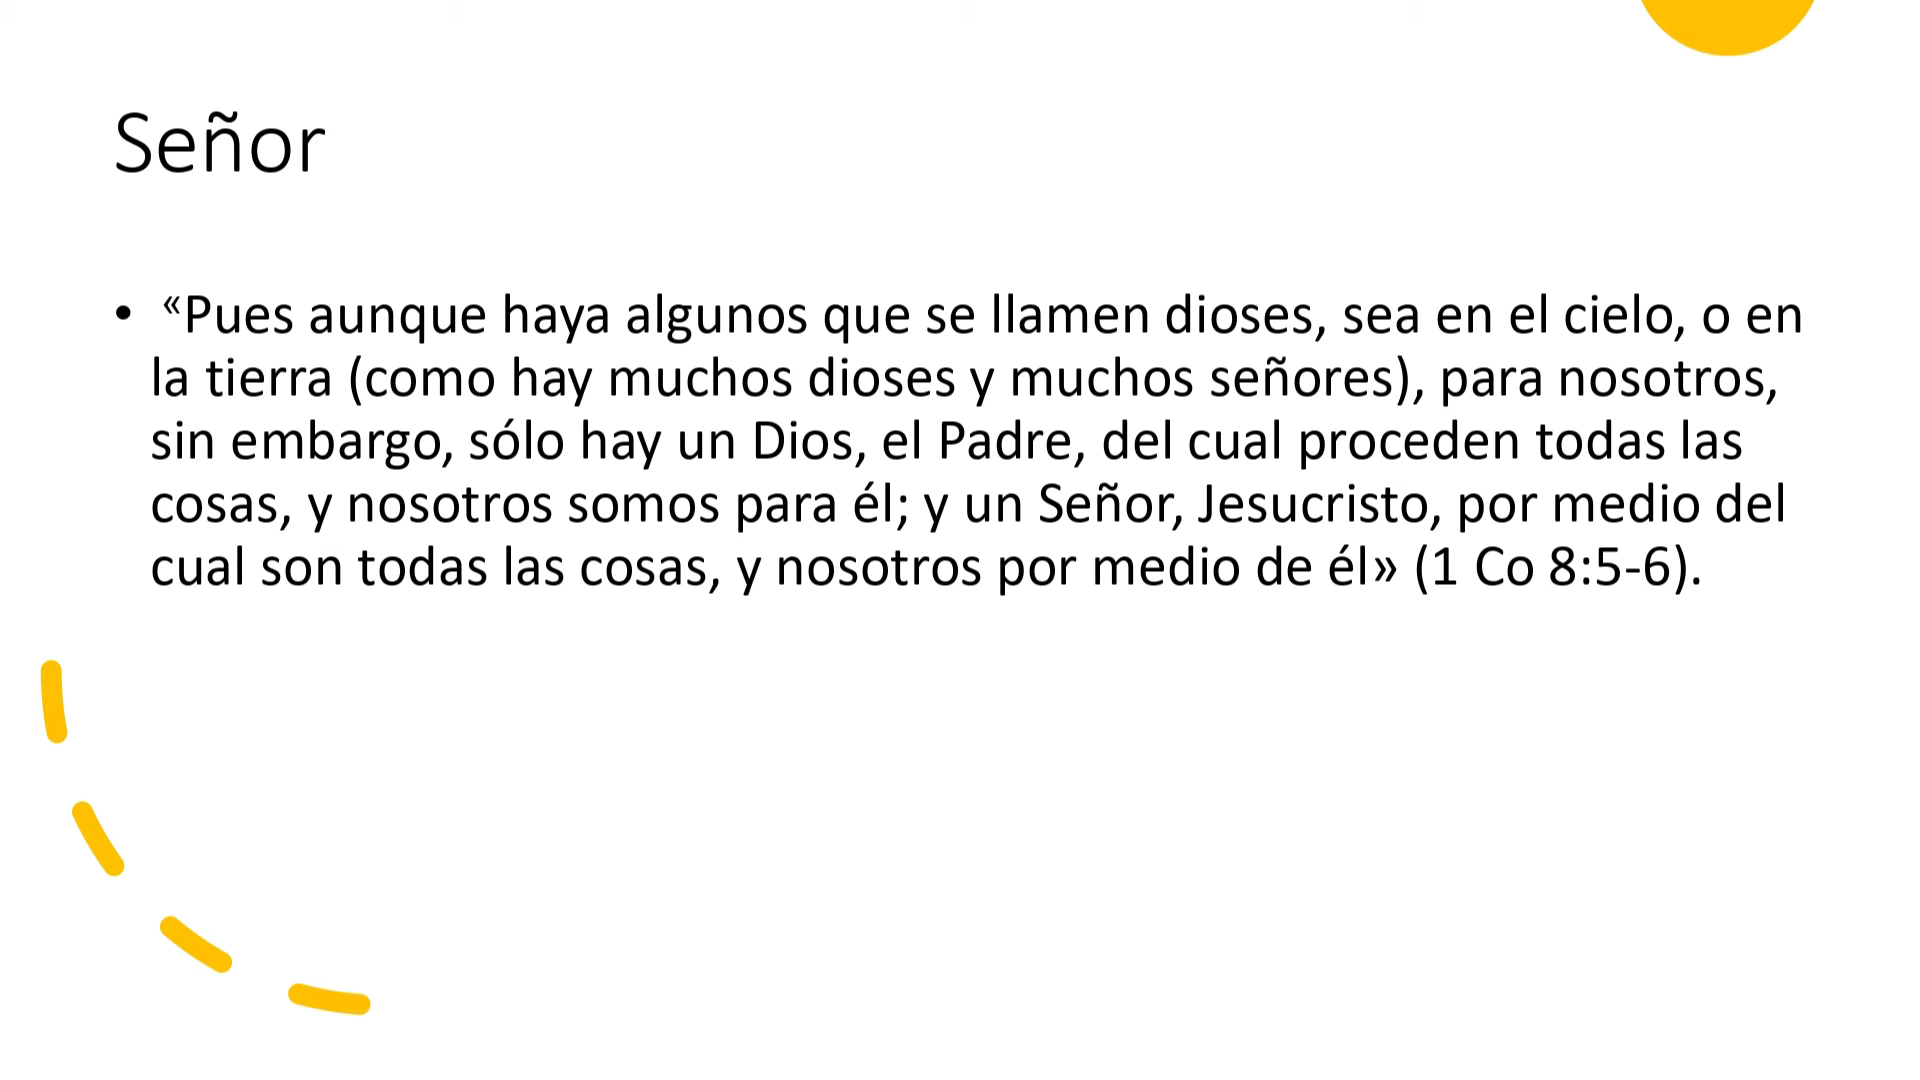 Señor
• «Pues aunque haya algunos que se llamen dioses, sea en el cielo, o en
la tierra (como hay muchos dioses y muchos señores), para nosotros,
sin embargo, sólo hay un Dios, el Padre, del cual proceden todas las
cosas, y nosotros somos para él; y un Señor, Jesucristo, por medio del
cual son todas las cosas, y nosotros por medio de él» (1 Co 8:5-6).